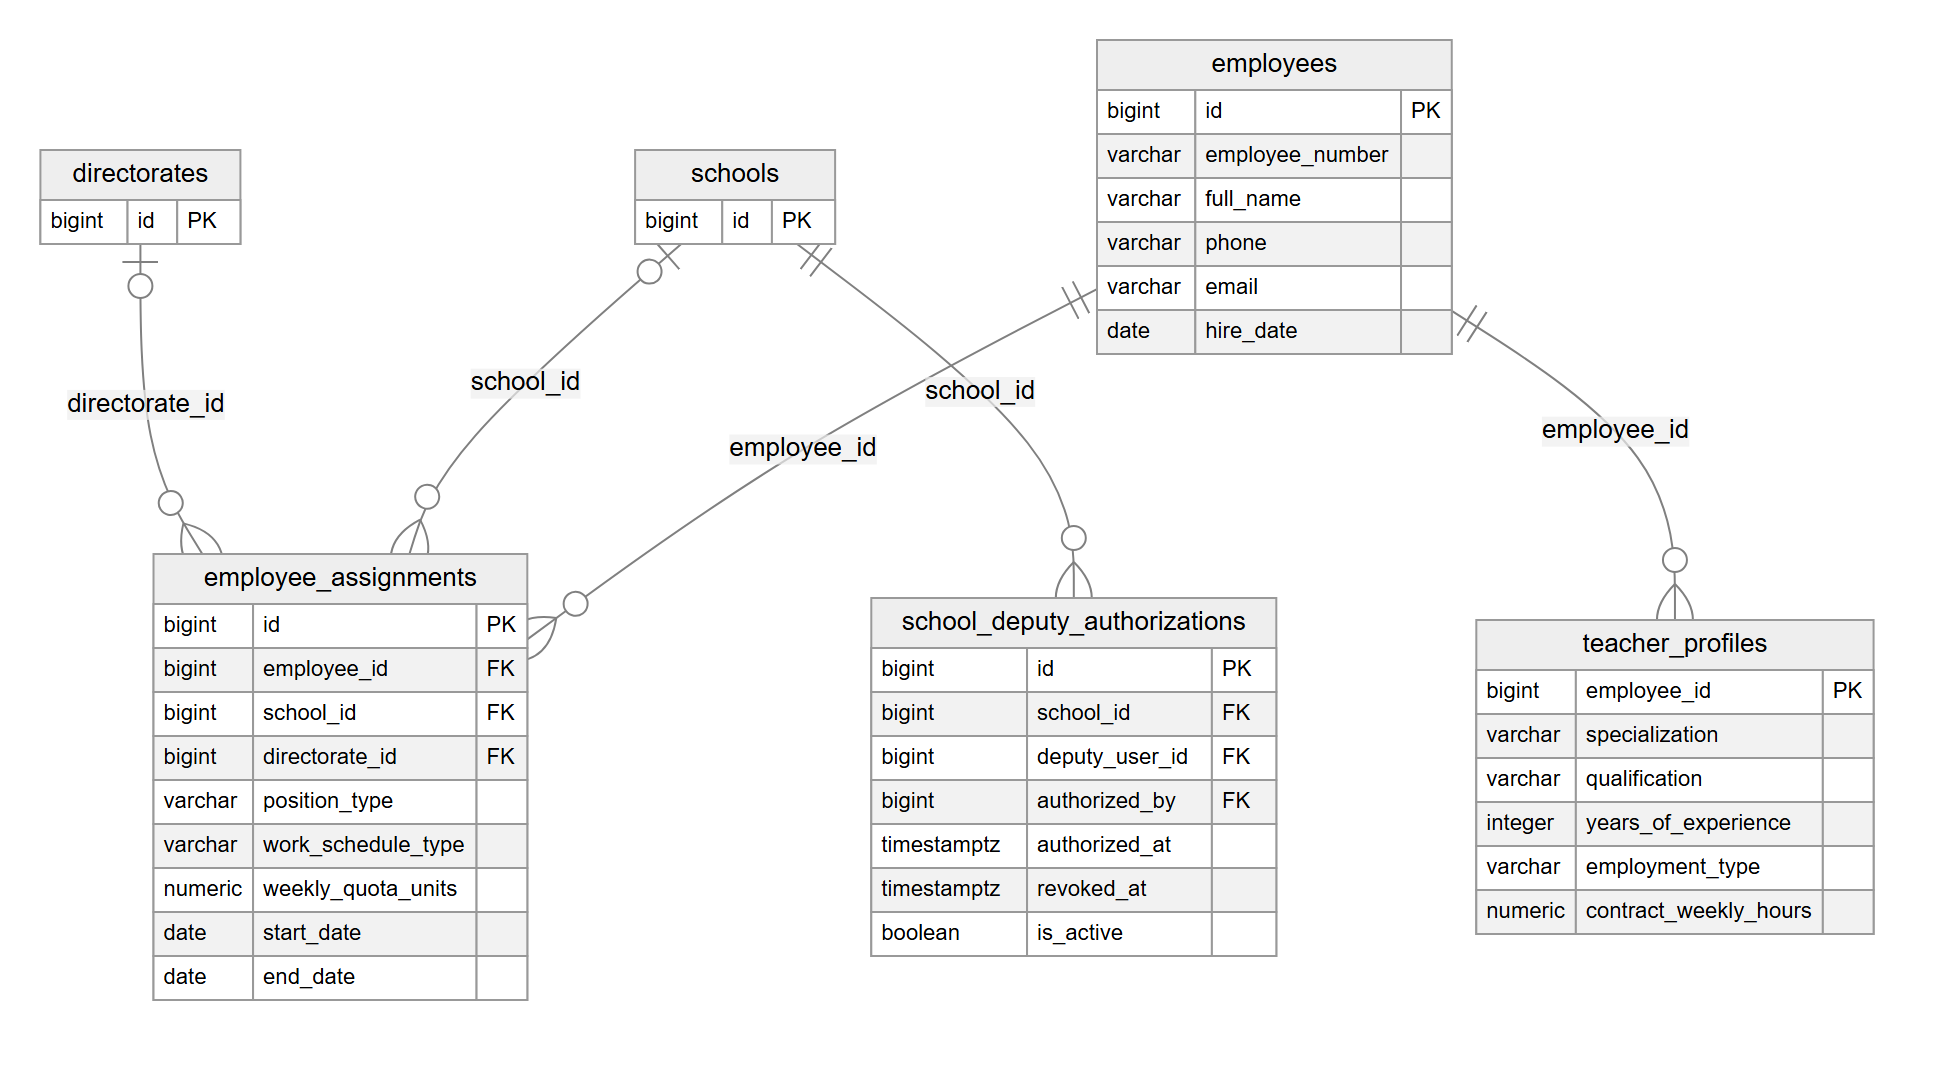 employees
bigint id PK
varchar employee_number
varchar full_name
varchar phone
varchar email
date hire_date
directorates
bigint id PK
schools
bigint id PK
directorate_id
school_id
employee_id
school_id
employee_id
employee_assignments
bigint id PK
bigint employee_id FK
bigint school_id FK
bigint directorate_id FK
varchar position_type
varchar work_schedule_type
numeric weekly_quota_units
date start_date
date end_date
school_deputy_authorizations
bigint id PK
bigint school_id FK
bigint deputy_user_id FK
bigint authorized_by FK
timestamptz authorized_at
timestamptz revoked_at
boolean is_active
teacher_profiles
bigint employee_id PK
varchar specialization
varchar qualification
integer years_of_experience
varchar employment_type
numeric contract_weekly_hours